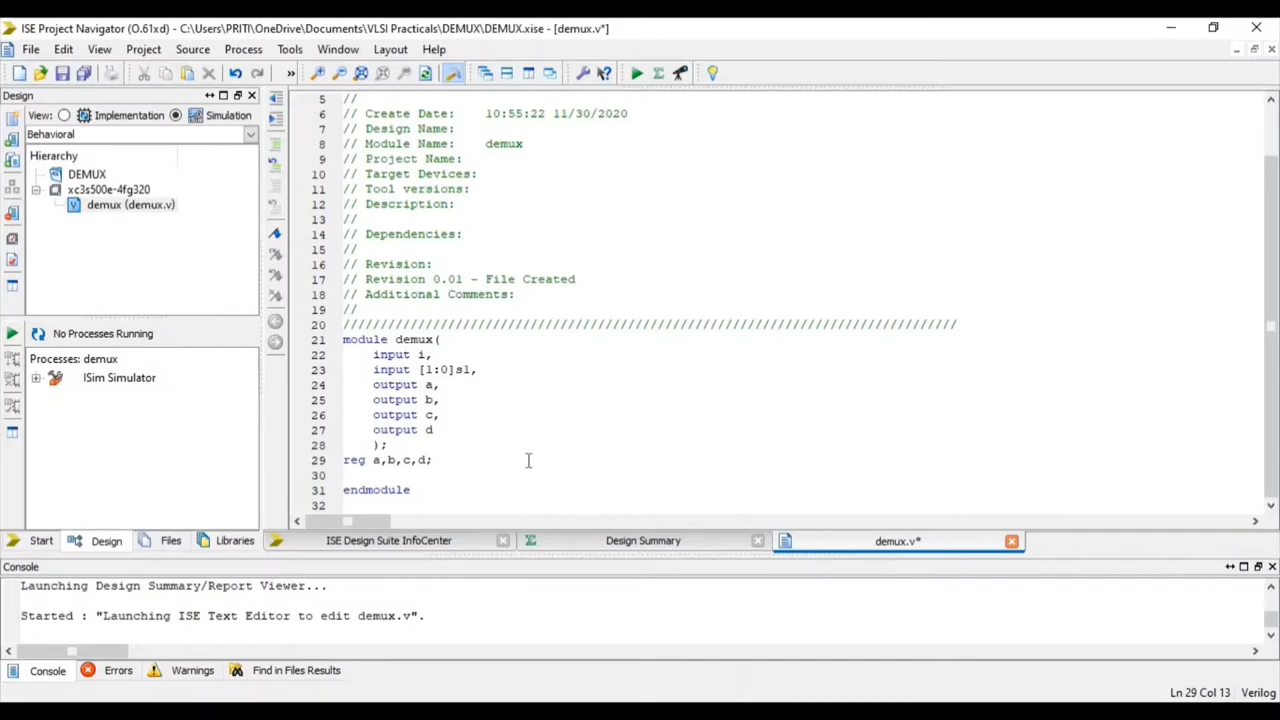 ISE Project Navigator (O.61xd) - C:\Users\PRITI\OneDrive\Documents\VLSI Practicals\DEMUX\DEMUX.xise - [demux.v*]
File Edit View Project Source Process Tools Window Layout Help
»
Design
View: Implementation Simulation
Behavioral
Hierarchy
DEMUX
xc3s500e-4fg320
demux (demux.v)
No Processes Running
Processes: demux
ISim Simulator
5 //
6 // Create Date: 10:55:22 11/30/2020
7 // Design Name:
8 // Module Name: demux
9 // Project Name:
10 // Target Devices:
11 // Tool versions:
12 // Description:
13 //
14 // Dependencies:
15 //
16 // Revision:
17 // Revision 0.01 - File Created
18 // Additional Comments:
19 //
20 //////////////////////////////////////////////////////////////////////////////////
21 module demux(
22 input i,
23 input [1:0]sl,
24 output a,
25 output b,
26 output c,
27 output d
28 );
29 reg a,b,c,d;
30
31 endmodule
32
Start Design Files Libraries
ISE Design Suite InfoCenter Design Summary demux.v*
Console
Launching Design Summary/Report Viewer...
Started : "Launching ISE Text Editor to edit demux.v".
Console Errors Warnings Find in Files Results
Ln 29 Col 13 Verilog